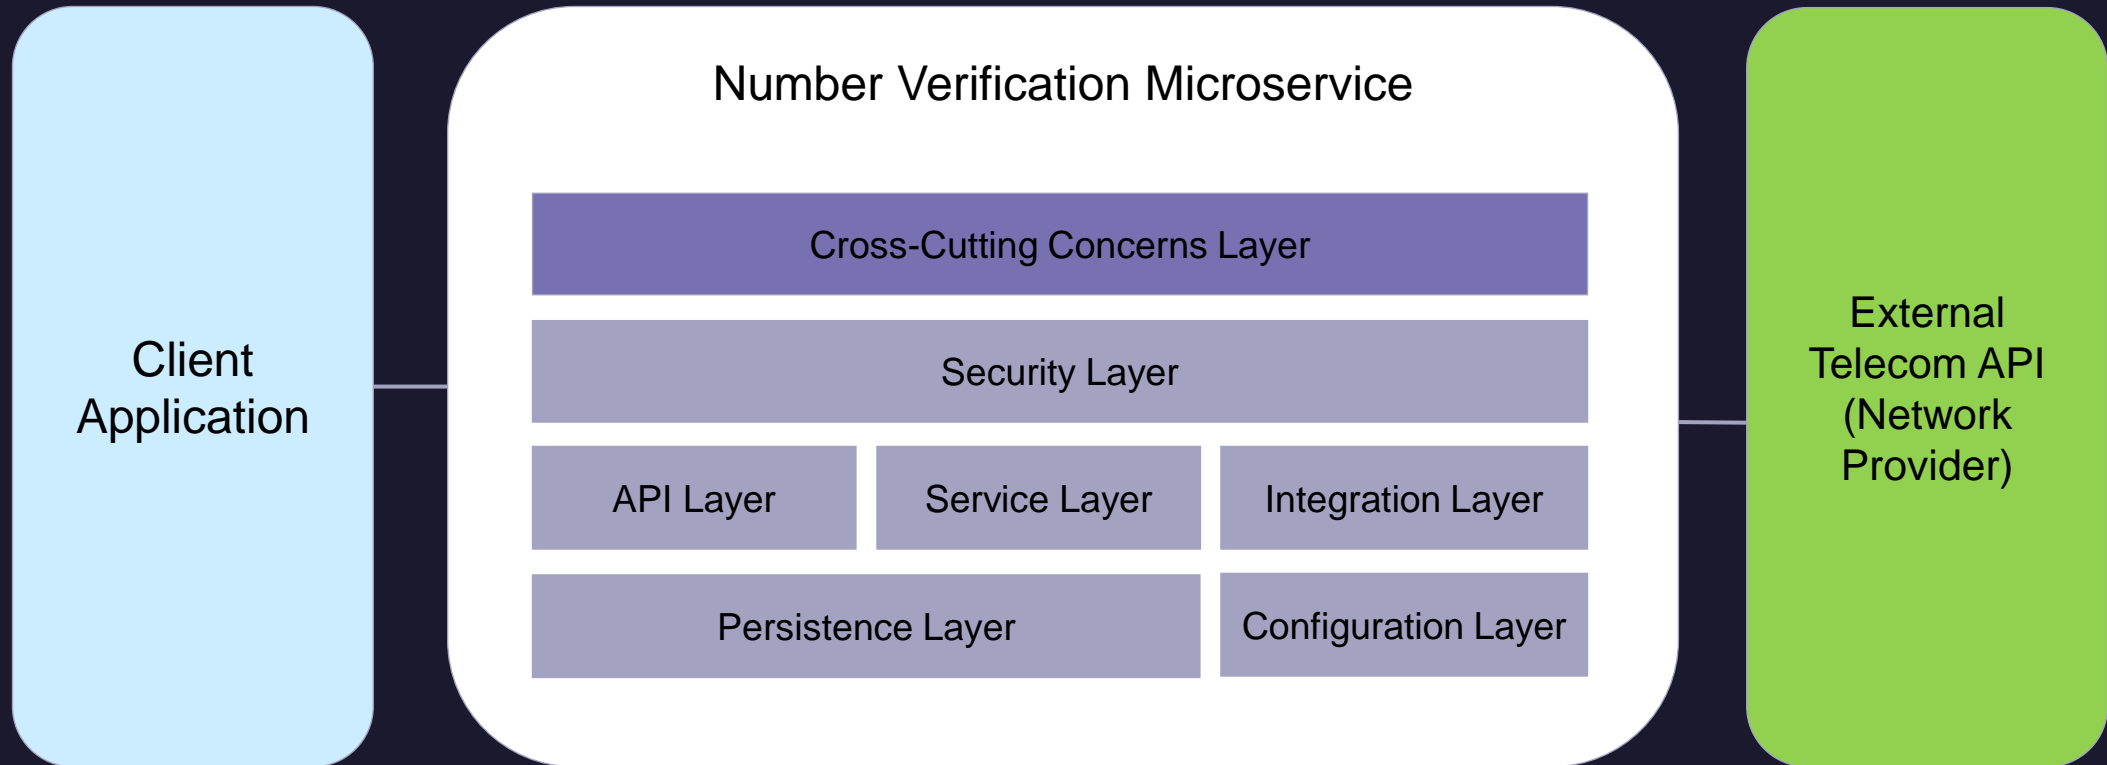 Number Verification Microservice
Cross-Cutting Concerns Layer
Security Layer
API Layer
Service Layer
Integration Layer
Persistence Layer
Configuration Layer
Client
Application
External
Telecom API
(Network
Provider)